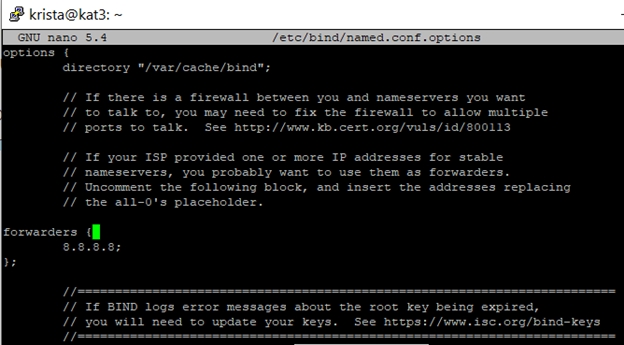 krista@kat3: ~
GNU nano 5.4 /etc/bind/named.conf.options
options {
directory "/var/cache/bind";
// If there is a firewall between you and nameservers you want
// to talk to, you may need to fix the firewall to allow multiple
// ports to talk.  See http://www.kb.cert.org/vuls/id/800113
// If your ISP provided one or more IP addresses for stable
// nameservers, you probably want to use them as forwarders.
// Uncomment the following block, and insert the addresses replacing
// the all-0's placeholder.
forwarders {
8.8.8.8;
};
//========================================================================
// If BIND logs error messages about the root key being expired,
// you will need to update your keys.  See https://www.isc.org/bind-keys
//========================================================================